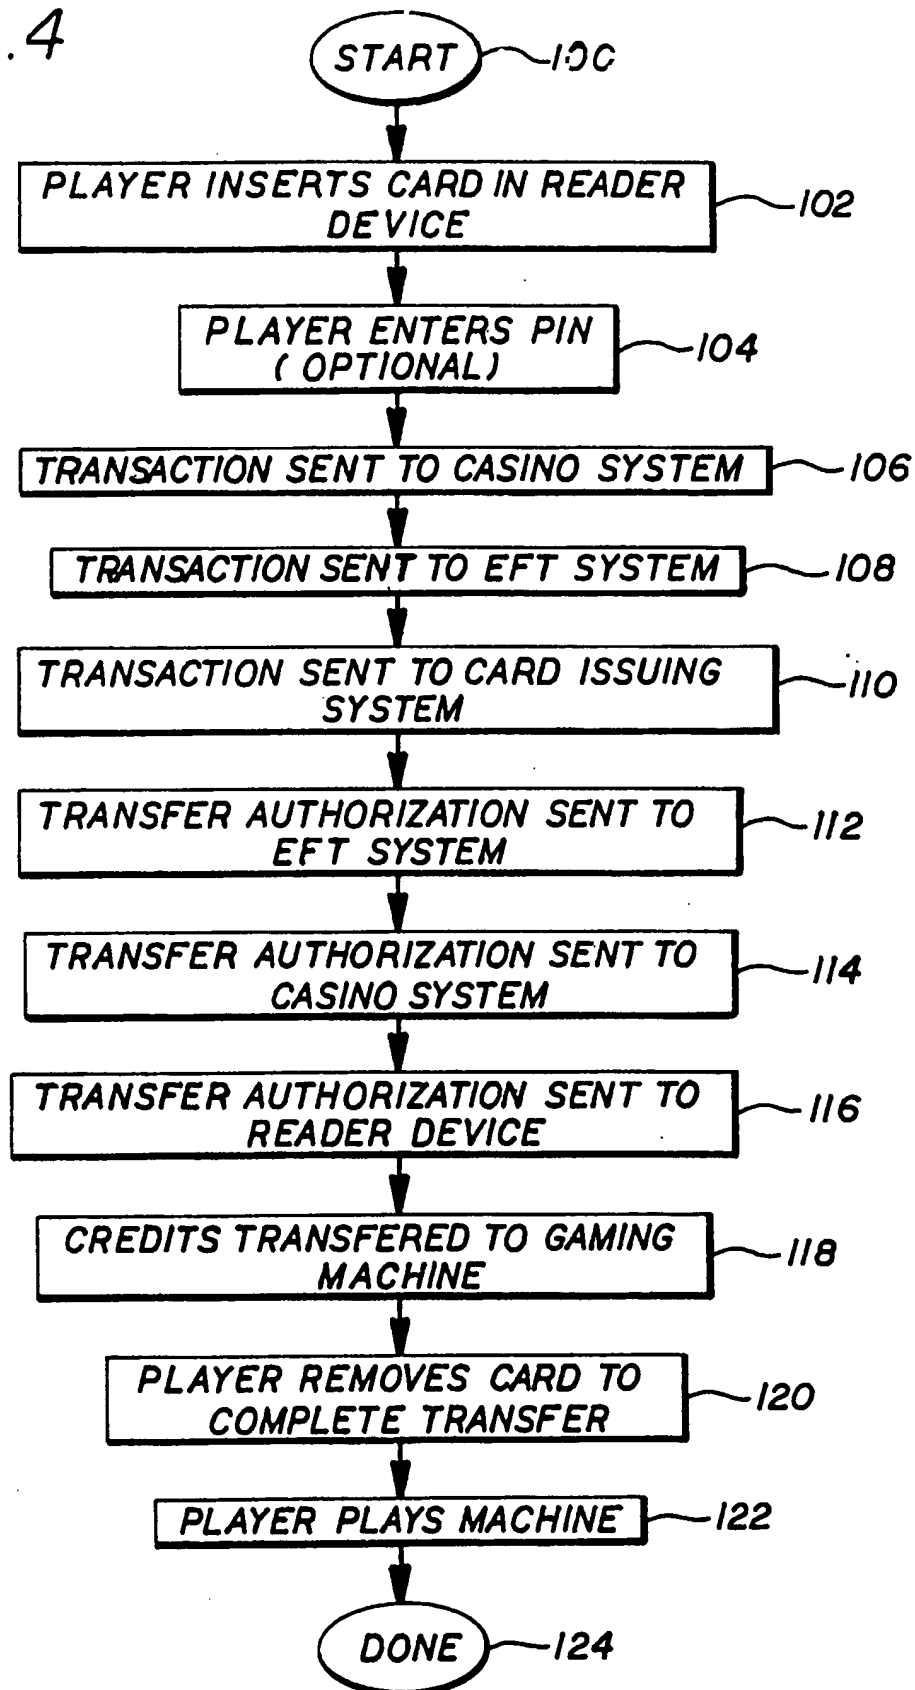 .4
START
100
PLAYER INSERTS CARD IN READER
DEVICE
102
PLAYER ENTERS PIN
(OPTIONAL)
104
TRANSACTION SENT TO CASINO SYSTEM
106
TRANSACTION SENT TO EFT SYSTEM
108
TRANSACTION SENT TO CARD ISSUING
SYSTEM
110
TRANSFER AUTHORIZATION SENT TO
EFT SYSTEM
112
TRANSFER AUTHORIZATION SENT TO
CASINO SYSTEM
114
TRANSFER AUTHORIZATION SENT TO
READER DEVICE
116
CREDITS TRANSFERED TO GAMING
MACHINE
118
PLAYER REMOVES CARD TO
COMPLETE TRANSFER
120
PLAYER PLAYS MACHINE
122
DONE
124